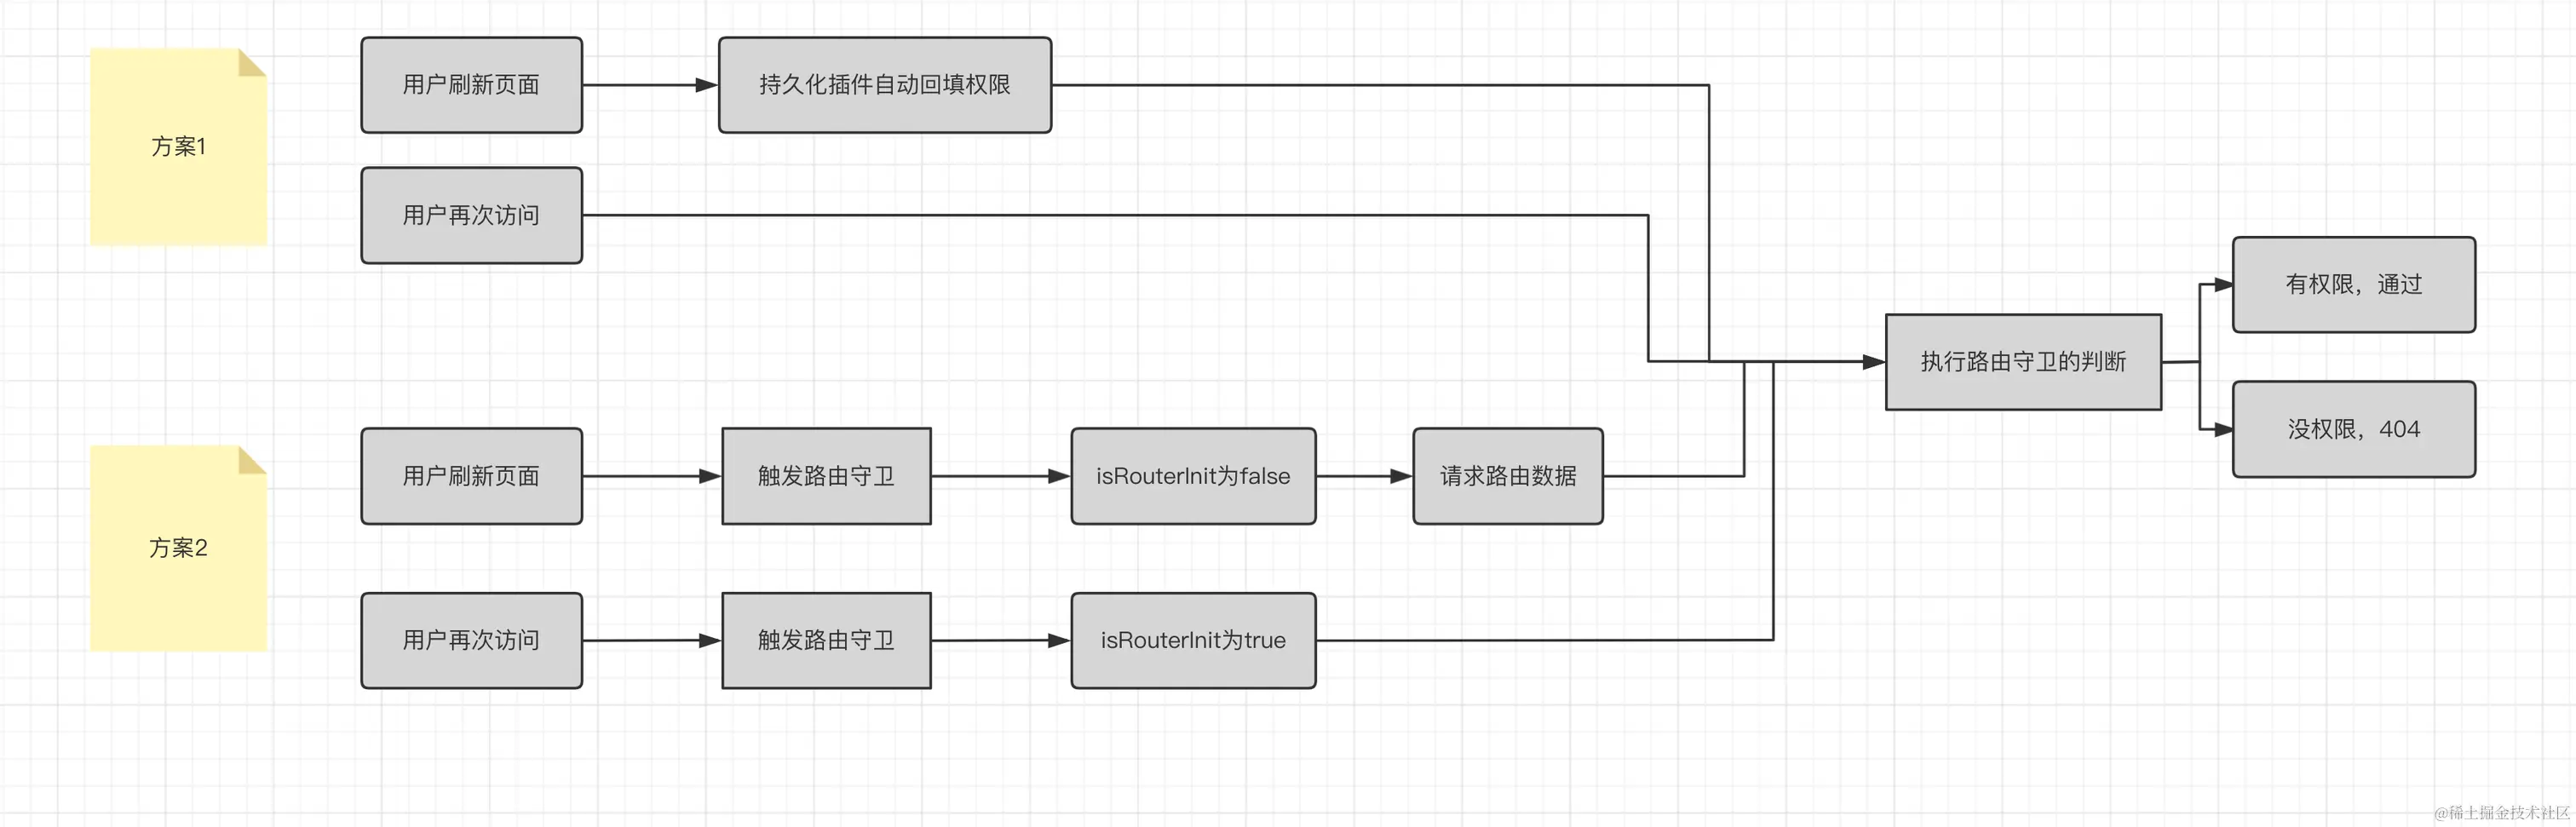 方案1
用户刷新页面
持久化插件自动回填权限
用户再次访问
执行路由守卫的判断
有权限，通过
没权限，404
方案2
用户刷新页面
触发路由守卫
isRouterInit为false
请求路由数据
用户再次访问
触发路由守卫
isRouterInit为true
@稀土掘金技术社区